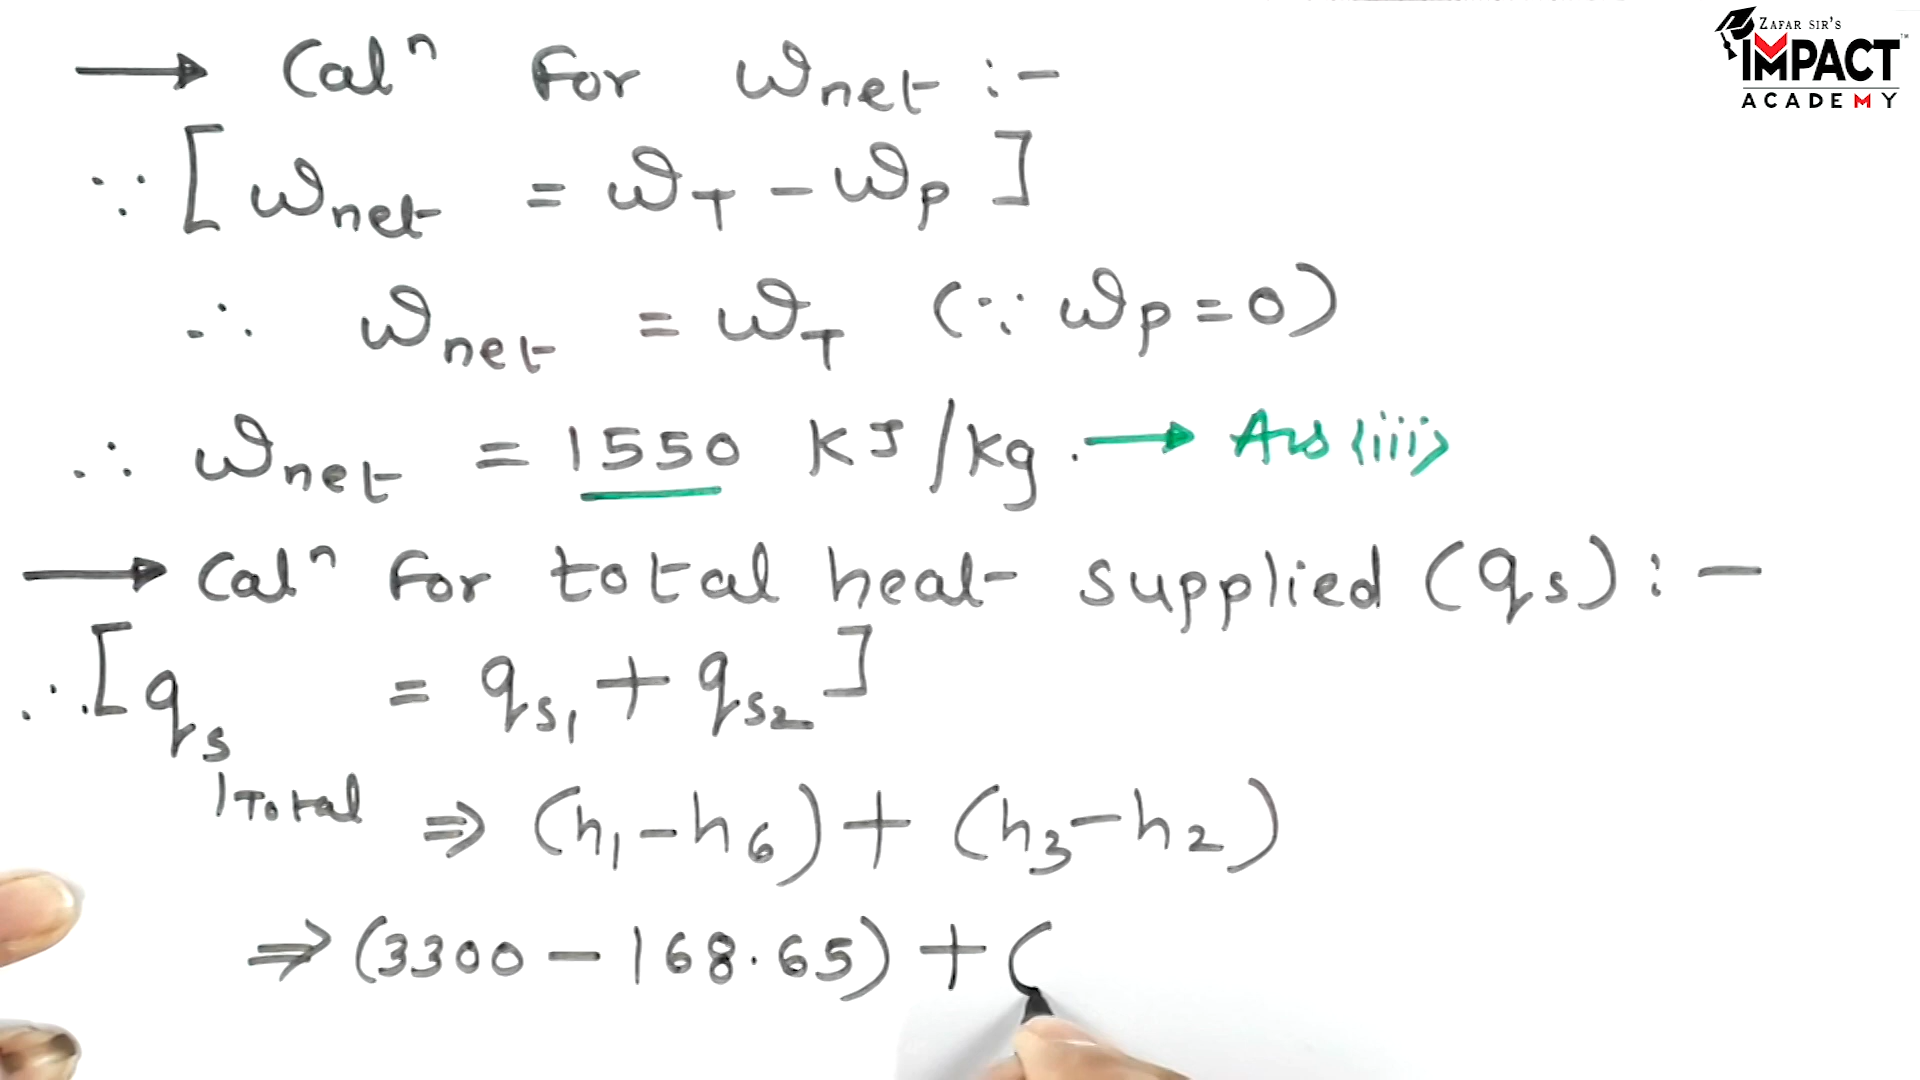 ZAFAR SIR'S
IMPACT™
ACADEMY
→ Calⁿ For Wnet :-
∵ [Wnet = WT - WP]
∴ Wnet = WT (∵ WP = 0)
∴ Wnet = 1550 KJ/kg. → Ans (iii)
→ Calⁿ For total heat supplied (qs) :-
∴ [qs = qs1 + qs2]
|Total ⇒ (h1 - h6) + (h3 - h2)
⇒ (3300 - 168.65) + (